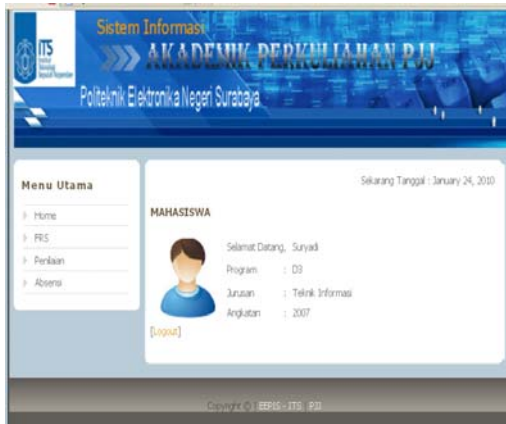 Sistem Informasi
AKADEMIK PERKULIAHAN PJJ
ITS
Politeknik Elektronika Negeri Surabaya
Sekarang Tanggal : January 24, 2010
Menu Utama
Home
FRS
Penilaian
Absensi
MAHASISWA
Selamat Datang, Suryadi
Program : D3
Jurusan : Teknik Informasi
Angkatan : 2007
[Logout]
Copyright © EEPIS - ITS | PJJ